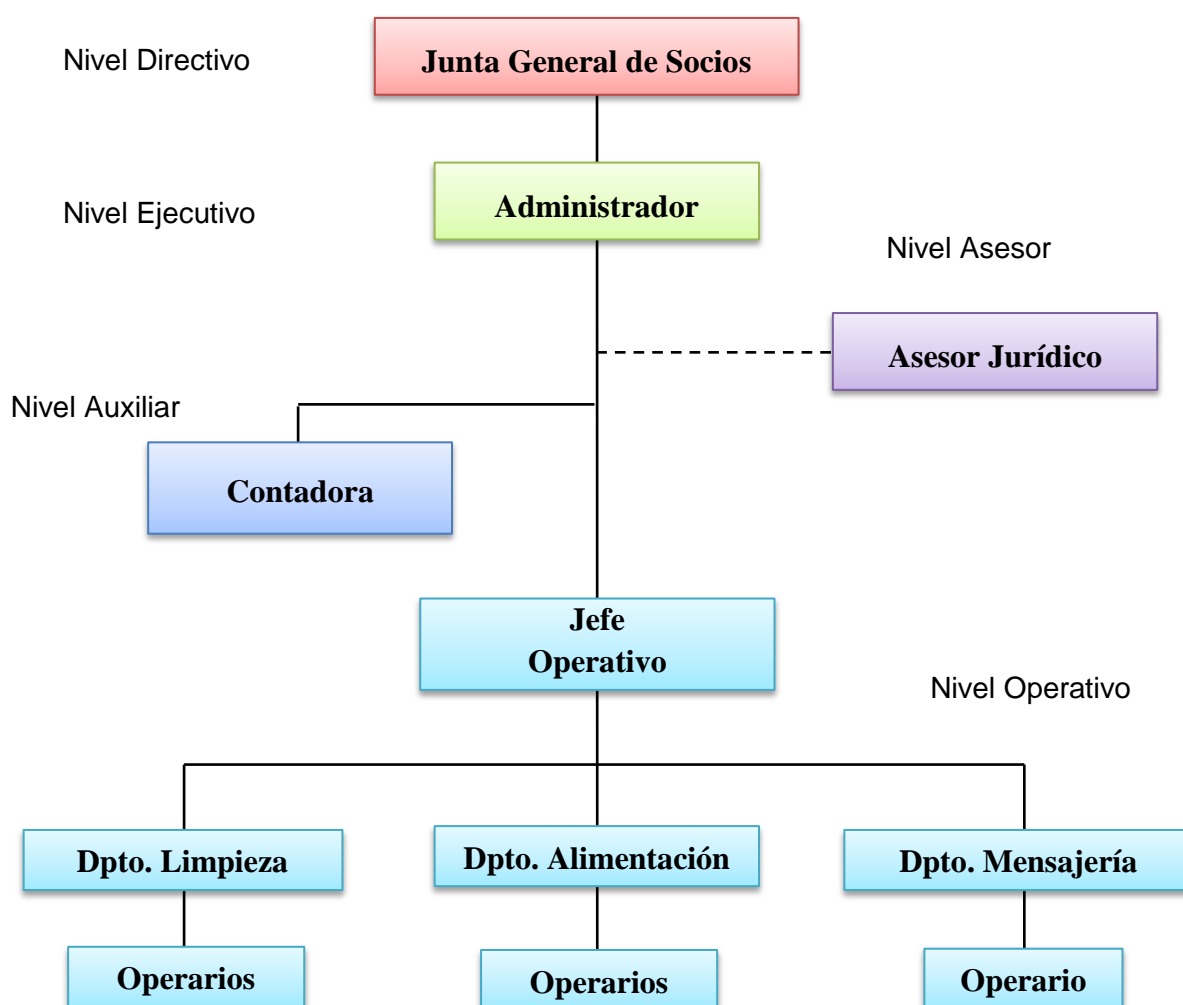 Nivel Directivo
Junta General de Socios
Nivel Ejecutivo
Administrador
Nivel Asesor
Asesor Jurídico
Nivel Auxiliar
Contadora
Jefe
Operativo
Nivel Operativo
Dpto. Limpieza
Dpto. Alimentación
Dpto. Mensajería
Operarios
Operarios
Operario